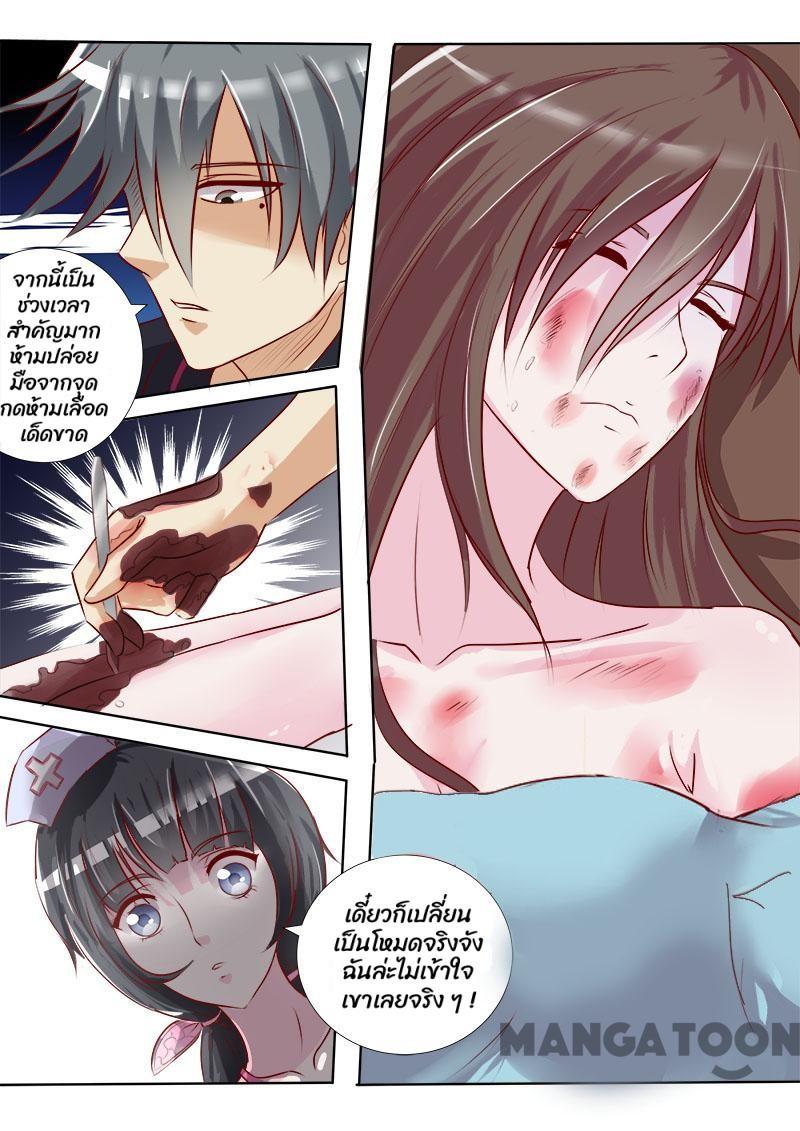 จากนี้เป็น
ช่วงเวลา
สำคัญมาก
ห้ามปล่อย
มือจากจุด
กดห้ามเลือด
เด็ดขาด
เดี๋ยวก็เปลี่ยน
เป็นโหมดจริงจัง
ฉันล่ะไม่เข้าใจ
เขาเลยจริง ๆ !
MANGATOON